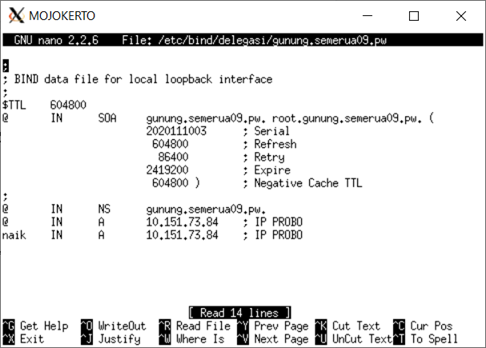 MOJOKERTO
GNU nano 2.2.6 File: /etc/bind/delegasi/gunung.semerua09.pw
;
; BIND data file for local loopback interface
;
$TTL 604800
@ IN SOA gunung.semerua09.pw. root.gunung.semerua09.pw. (
2020111003 ; Serial
604800 ; Refresh
86400 ; Retry
2419200 ; Expire
604800 ) ; Negative Cache TTL
;
@ IN NS gunung.semerua09.pw.
@ IN A 10.151.73.84 ; IP PROBO
naik IN A 10.151.73.84 ; IP PROBO
[ Read 14 lines ]
^G Get Help ^O WriteOut ^R Read File ^Y Prev Page ^K Cut Text ^C Cur Pos
^X Exit ^J Justify ^W Where Is ^V Next Page ^U UnCut Text ^T To Spell